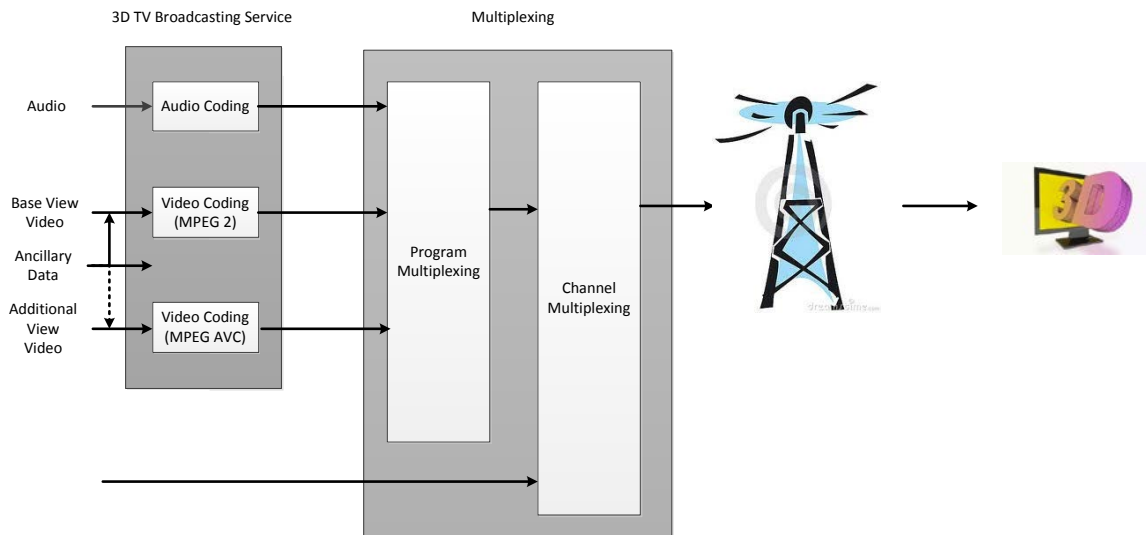 3D TV Broadcasting Service
Multiplexing
Audio
Audio Coding
Base View
Video
Video Coding
(MPEG 2)
Ancillary
Data
Additional
View
Video
Video Coding
(MPEG AVC)
Program
Multiplexing
Channel
Multiplexing
3D